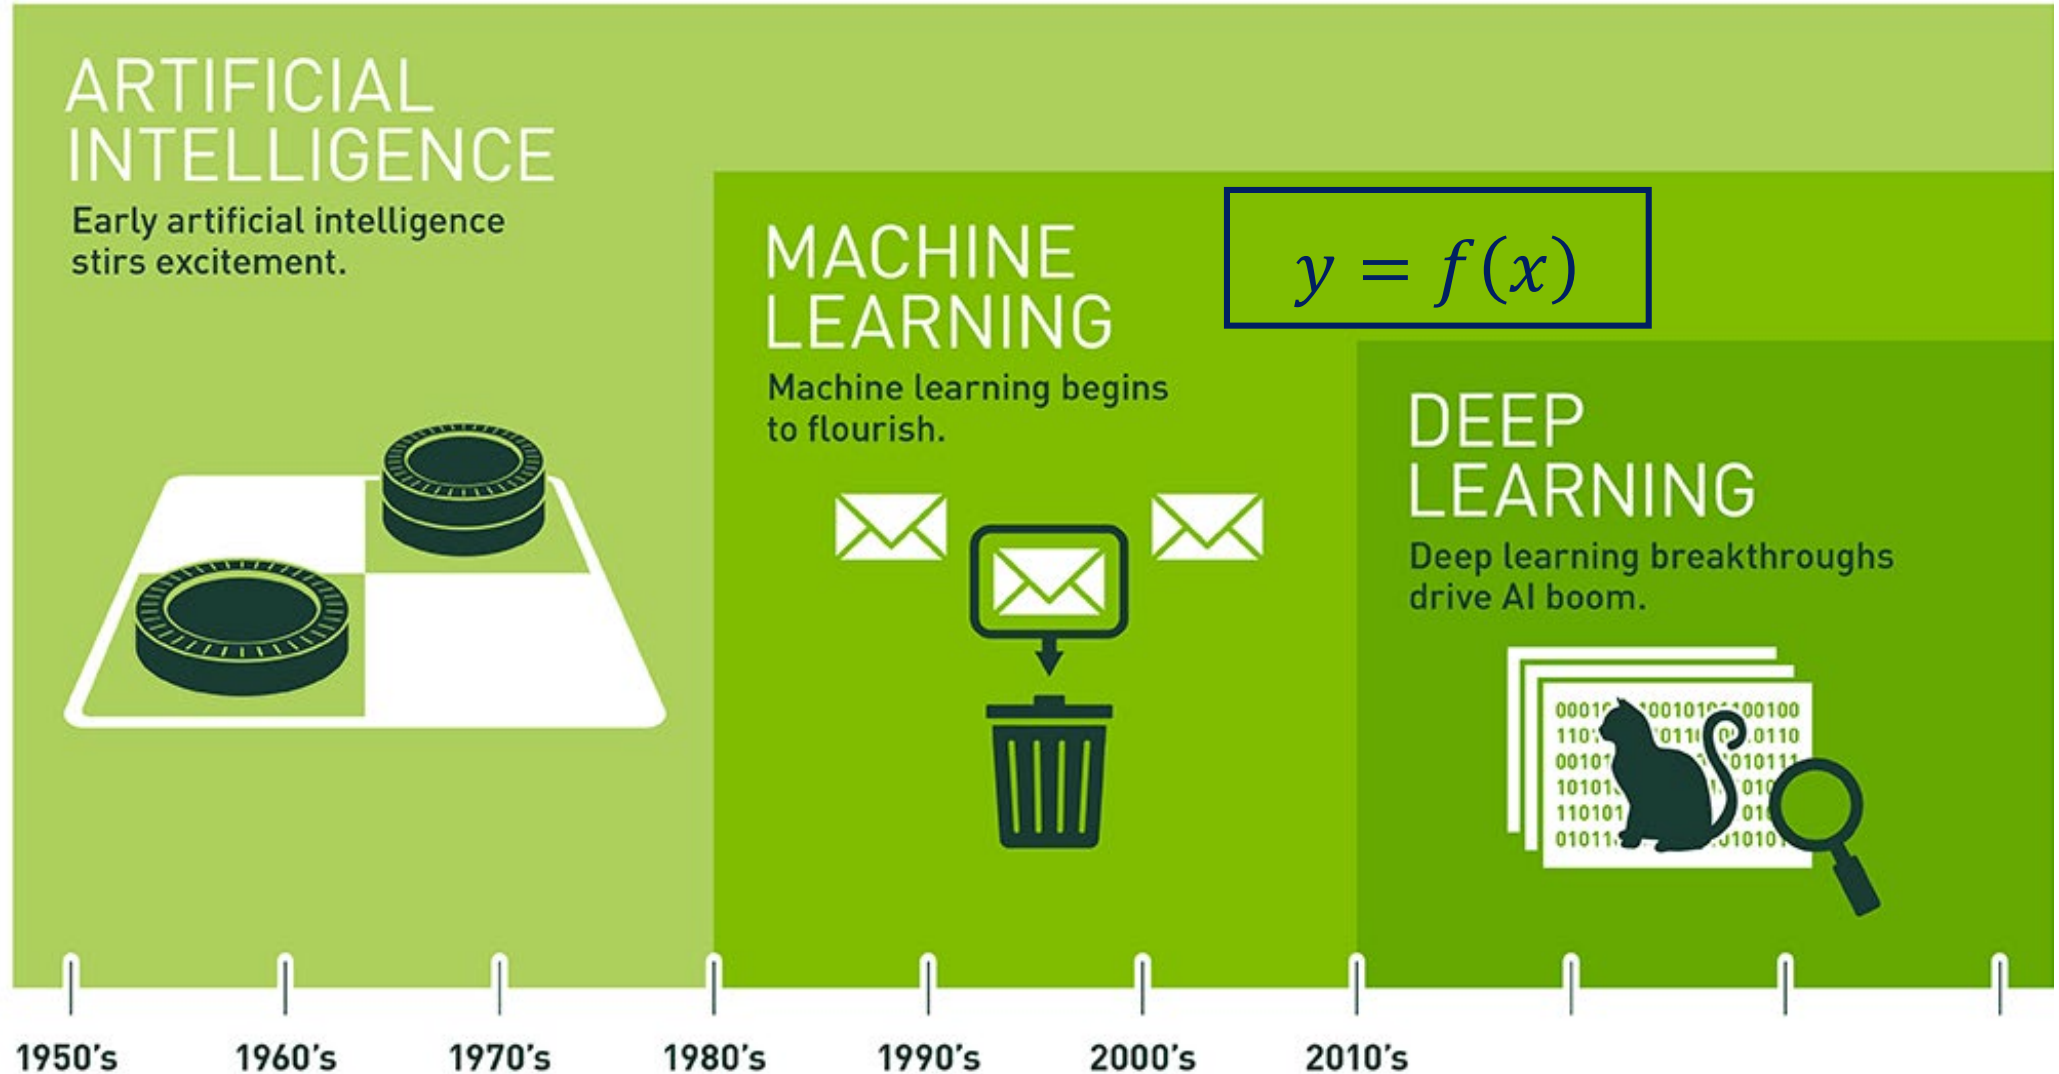 ARTIFICIAL
INTELLIGENCE
Early artificial intelligence
stirs excitement.
MACHINE
LEARNING
Machine learning begins
to flourish.
y = f(x)
DEEP
LEARNING
Deep learning breakthroughs
drive AI boom.
1950's 1960's 1970's 1980's 1990's 2000's 2010's